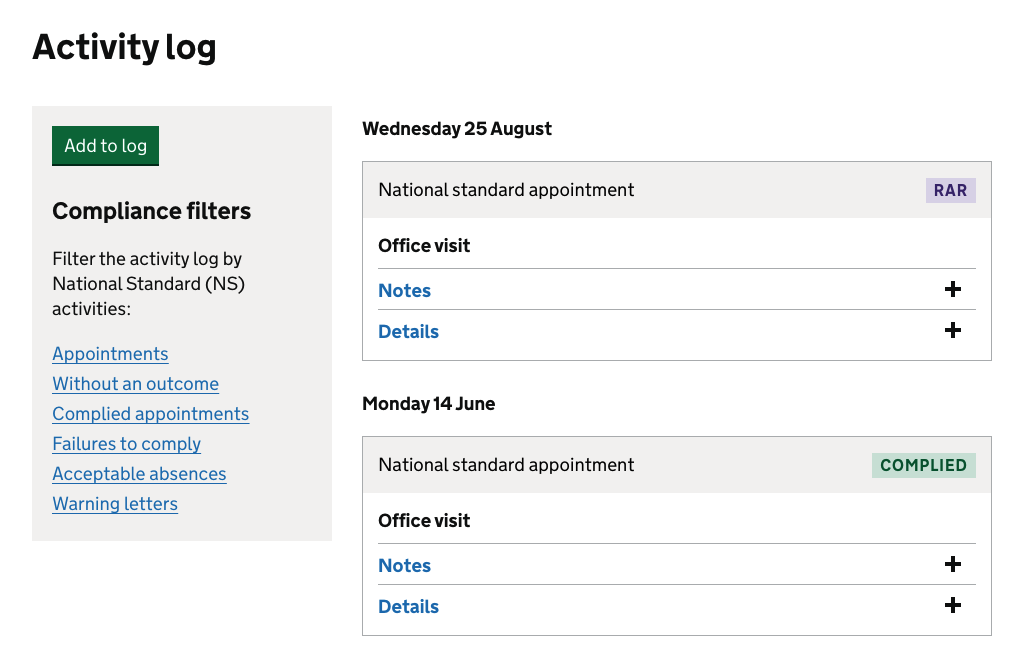 Activity log
Add to log
Compliance filters
Filter the activity log by
National Standard (NS)
activities:
Appointments
Without an outcome
Complied appointments
Failures to comply
Acceptable absences
Warning letters
Wednesday 25 August
National standard appointment RAR
Office visit
Notes
Details
Monday 14 June
National standard appointment COMPLIED
Office visit
Notes
Details